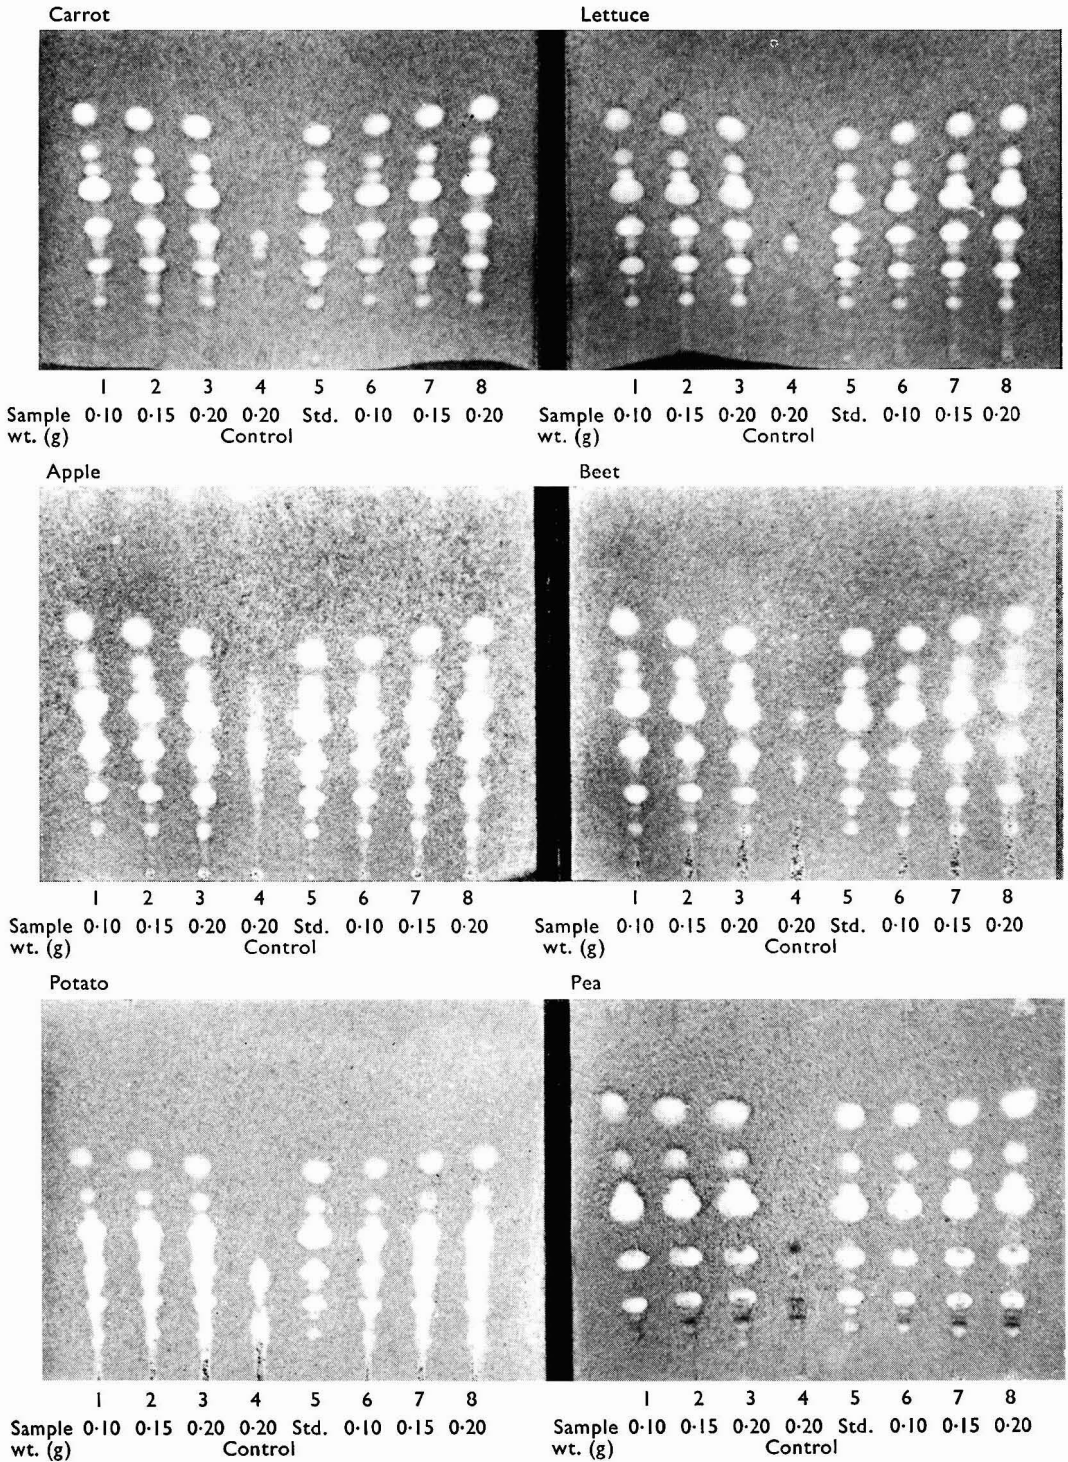 Carrot Lettuce
1 2 3 4 5 6 7 8 1 2 3 4 5 6 7 8
Sample 0·10 0·15 0·20 0·20 Std. 0·10 0·15 0·20 Sample 0·10 0·15 0·20 0·20 Std. 0·10 0·15 0·20
wt. (g) Control wt. (g) Control
Apple Beet
1 2 3 4 5 6 7 8 1 2 3 4 5 6 7 8
Sample 0·10 0·15 0·20 0·20 Std. 0·10 0·15 0·20 Sample 0·10 0·15 0·20 0·20 Std. 0·10 0·15 0·20
wt. (g) Control wt. (g) Control
Potato Pea
1 2 3 4 5 6 7 8 1 2 3 4 5 6 7 8
Sample 0·10 0·15 0·20 0·20 Std. 0·10 0·15 0·20 Sample 0·10 0·15 0·20 0·20 Std. 0·10 0·15 0·20
wt. (g) Control wt. (g) Control